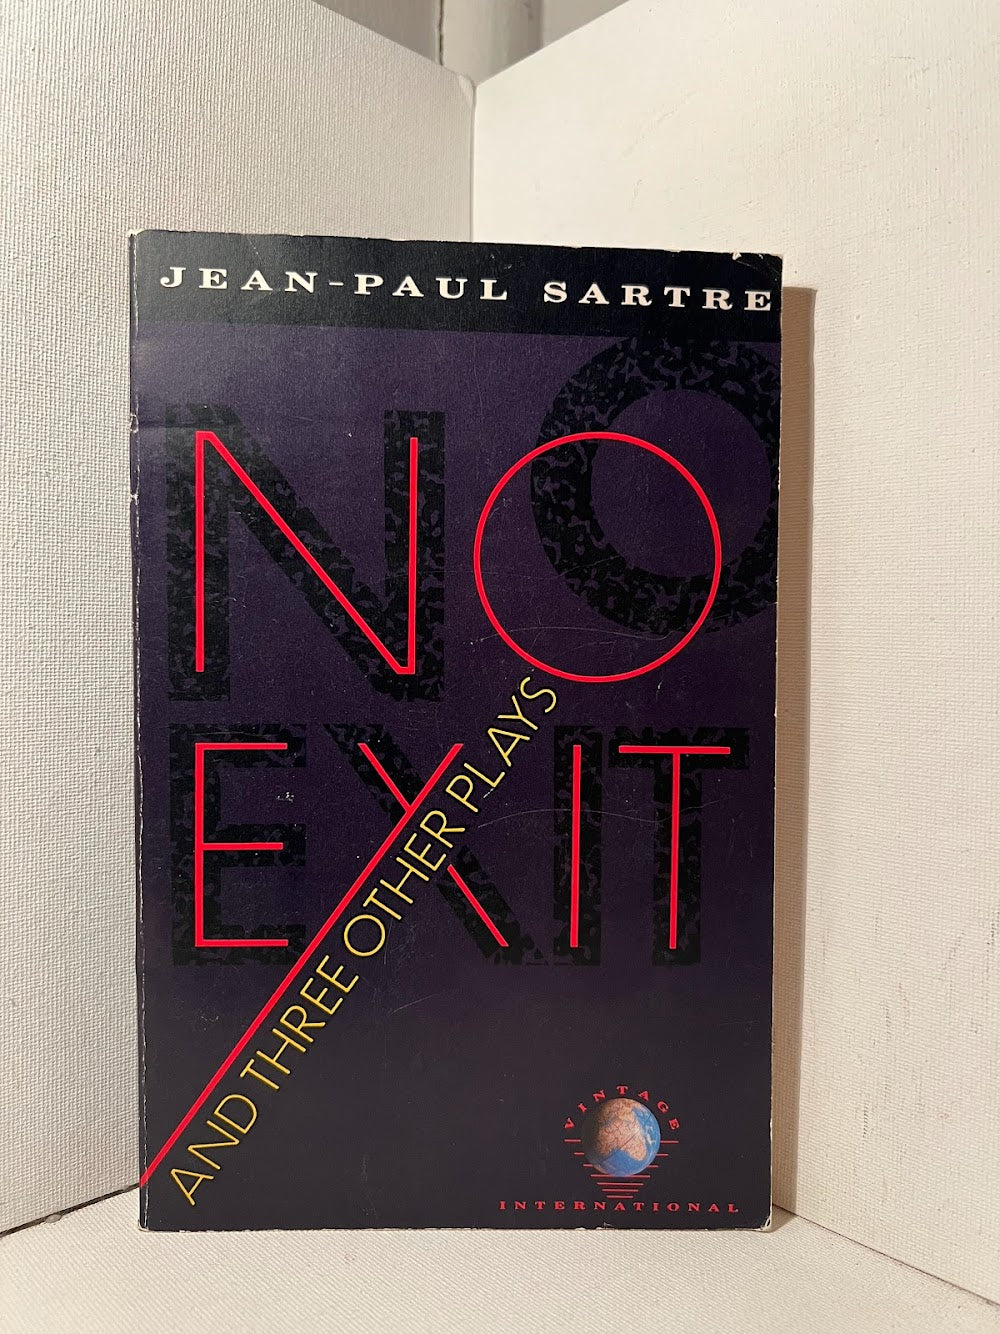 JEAN-PAUL SARTRE
NO
EXIT
AND THREE OTHER PLAYS
VINTAGE
INTERNATIONAL